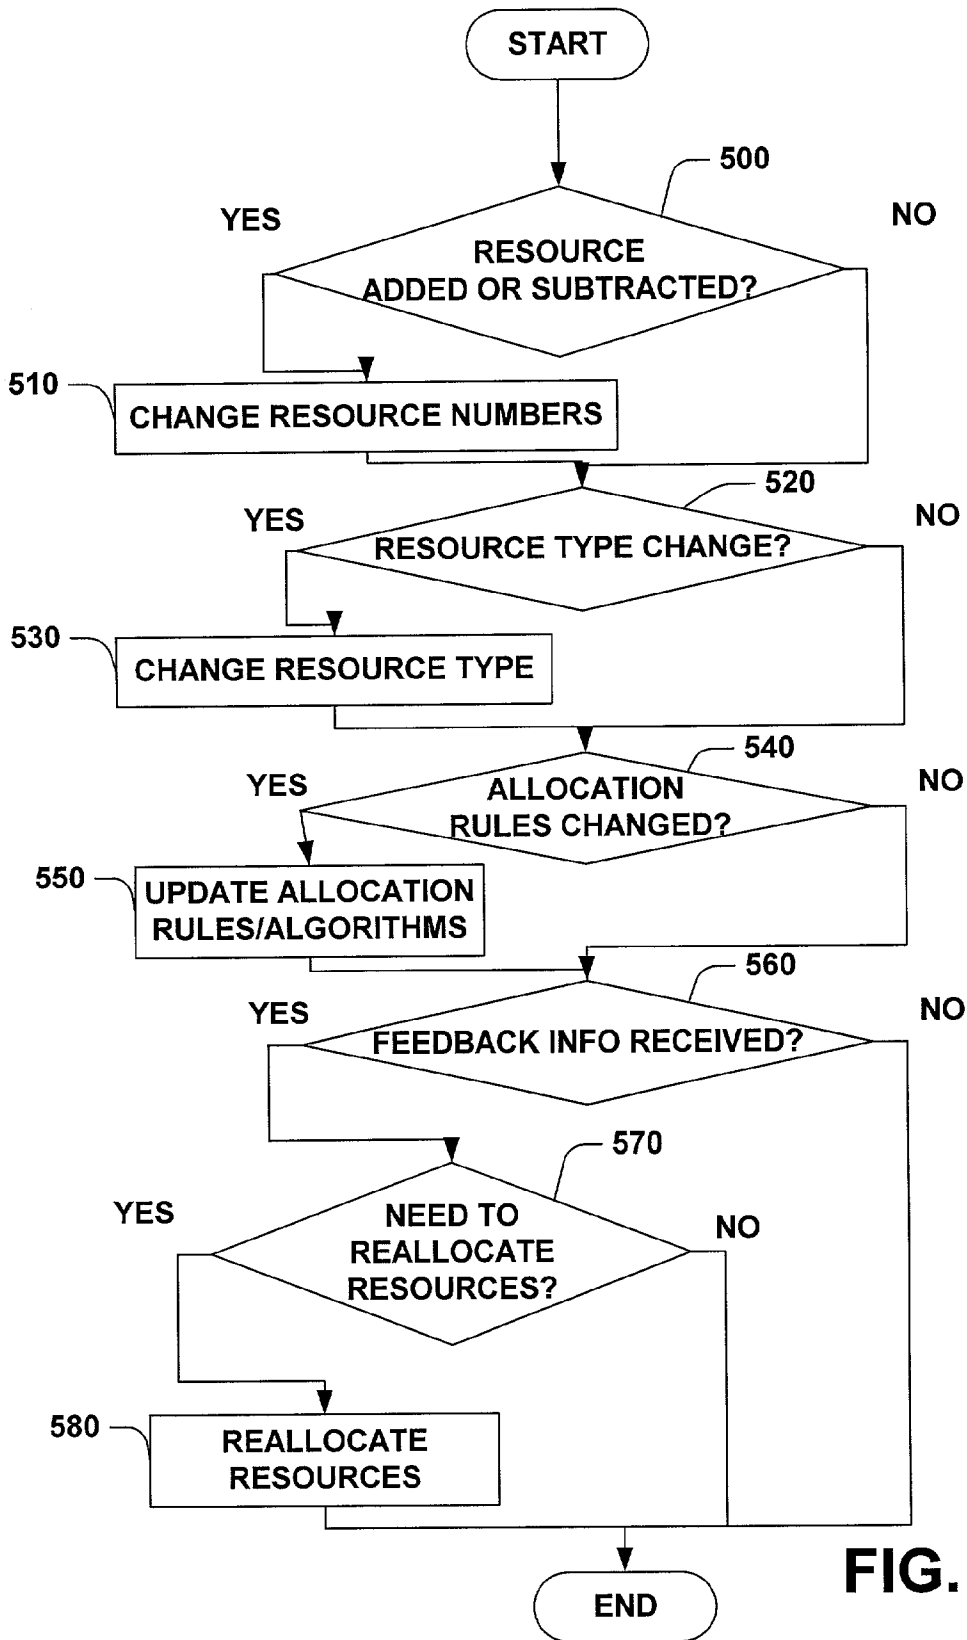 START
500
YES
NO
RESOURCE
ADDED OR SUBTRACTED?
510
CHANGE RESOURCE NUMBERS
520
YES
NO
RESOURCE TYPE CHANGE?
530
CHANGE RESOURCE TYPE
540
YES
NO
ALLOCATION
RULES CHANGED?
550
UPDATE ALLOCATION
RULES/ALGORITHMS
560
YES
NO
FEEDBACK INFO RECEIVED?
570
YES
NO
NEED TO
REALLOCATE
RESOURCES?
580
REALLOCATE
RESOURCES
FIG.
END